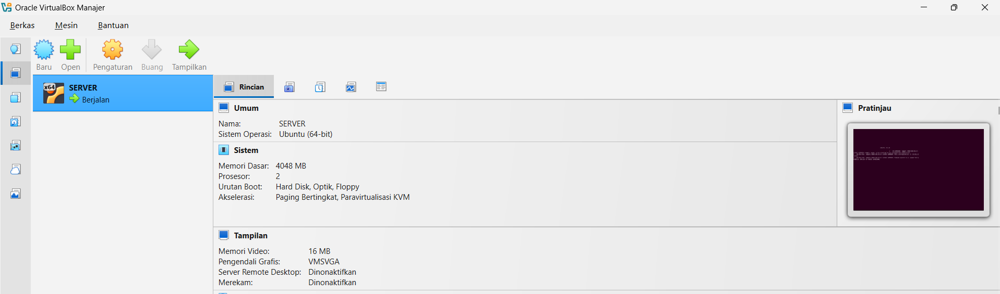 Oracle VirtualBox Manajer
Berkas Mesin Bantuan
Baru Open Pengaturan Buang Tampilkan
x64 SERVER
Berjalan
Rincian
Umum
Nama: SERVER
Sistem Operasi: Ubuntu (64-bit)
Pratinjau
Sistem
Memori Dasar: 4048 MB
Prosesor: 2
Urutan Boot: Hard Disk, Optik, Floppy
Akselerasi: Paging Bertingkat, Paravirtualisasi KVM
Tampilan
Memori Video: 16 MB
Pengendali Grafis: VMSVGA
Server Remote Desktop: Dinonaktifkan
Merekam: Dinonaktifkan